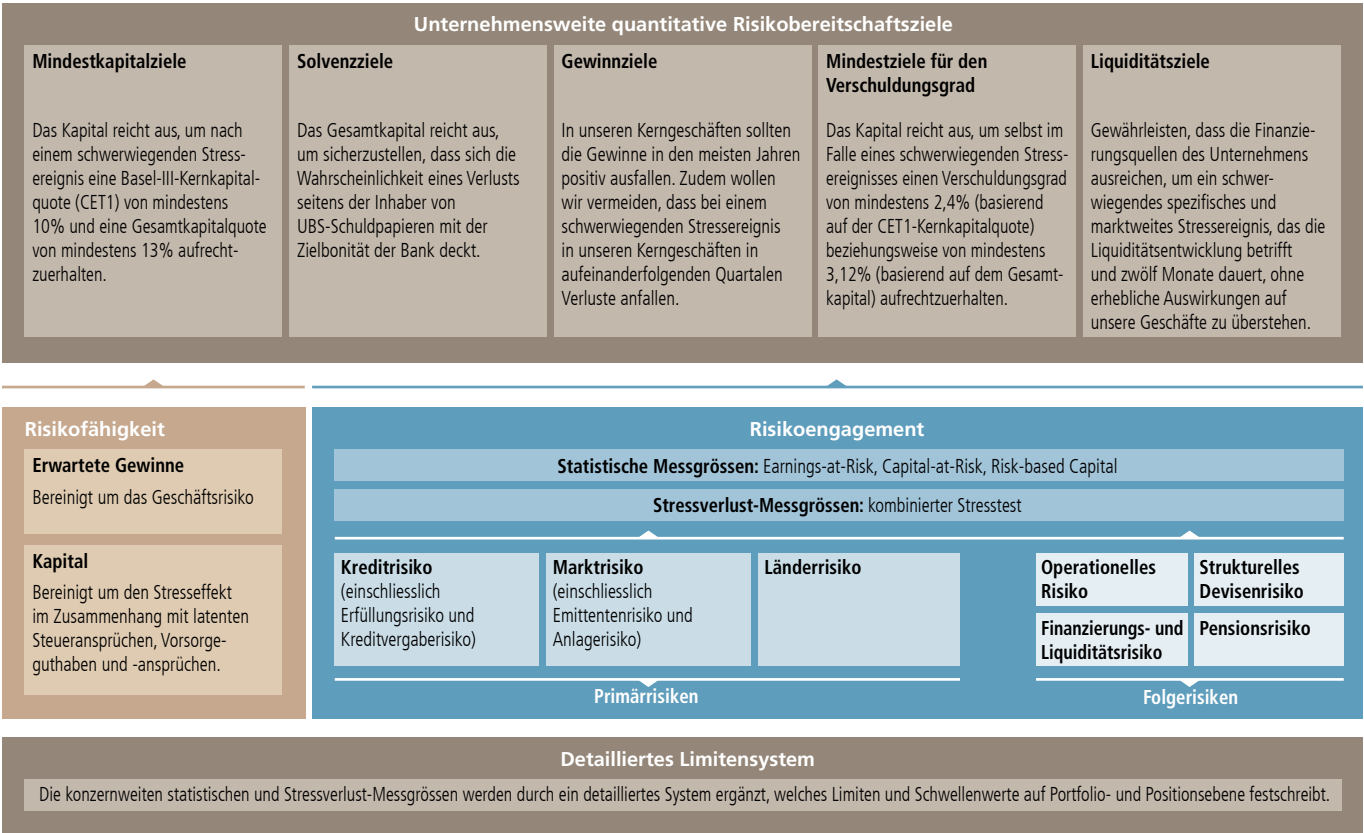 Unternehmensweite quantitative Risikobereitschaftsziele
Mindestkapitalziele
Das Kapital reicht aus, um nach
einem schwerwiegenden Stress-
ereignis eine Basel-III-Kernkapital-
quote (CET1) von mindestens
10% und eine Gesamtkapitalquote
von mindestens 13% aufrecht-
zuerhalten.
Solvenzziele
Das Gesamtkapital reicht aus,
um sicherzustellen, dass sich die
Wahrscheinlichkeit eines Verlusts
seitens der Inhaber von
UBS-Schuldpapieren mit der
Zielbonität der Bank deckt.
Gewinnziele
In unseren Kerngeschäften sollten
die Gewinne in den meisten Jahren
positiv ausfallen. Zudem wollen
wir vermeiden, dass bei einem
schwerwiegenden Stressereignis
in unseren Kerngeschäften in
aufeinanderfolgenden Quartalen
Verluste anfallen.
Mindestziele für den
Verschuldungsgrad
Das Kapital reicht aus, um selbst im
Falle eines schwerwiegenden Stress-
ereignisses einen Verschuldungsgrad
von mindestens 2,4% (basierend
auf der CET1-Kernkapitalquote)
beziehungsweise von mindestens
3,12% (basierend auf dem Gesamt-
kapital) aufrechtzuerhalten.
Liquiditätsziele
Gewährleisten, dass die Finanzie-
rungsquellen des Unternehmens
ausreichen, um ein schwer-
wiegendes spezifisches und
marktweites Stressereignis, das die
Liquiditätsentwicklung betrifft
und zwölf Monate dauert, ohne
erhebliche Auswirkungen auf
unsere Geschäfte zu überstehen.
Risikofähigkeit
Erwartete Gewinne
Bereinigt um das Geschäftsrisiko
Kapital
Bereinigt um den Stresseffekt
im Zusammenhang mit latenten
Steueransprüchen, Vorsorge-
guthaben und -ansprüchen.
Risikoengagement
Statistische Messgrössen: Earnings-at-Risk, Capital-at-Risk, Risk-based Capital
Stressverlust-Messgrössen: kombinierter Stresstest
Kreditrisiko
(einschliesslich
Erfüllungsrisiko und
Kreditvergaberisiko)
Marktrisiko
(einschliesslich
Emittentenrisiko und
Anlagerisiko)
Länderrisiko
Primärrisiken
Operationelles
Risiko
Strukturelles
Devisenrisiko
Finanzierungs- und
Liquiditätsrisiko
Pensionsrisiko
Folgerisiken
Detailliertes Limitensystem
Die konzernweiten statistischen und Stressverlust-Messgrössen werden durch ein detailliertes System ergänzt, welches Limiten und Schwellenwerte auf Portfolio- und Positionsebene festschreibt.